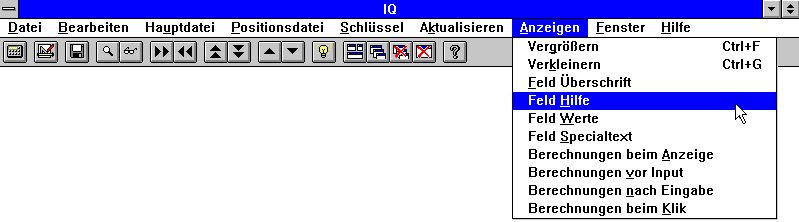 IQ
Datei Bearbeiten Hauptdatei Positionsdatei Schlüssel Aktualisieren Anzeigen Fenster Hilfe
?
Vergrößern Ctrl+F
Verkleinern Ctrl+G
Feld Überschrift
Feld Hilfe
Feld Werte
Feld Specialtext
Berechnungen beim Anzeige
Berechnungen vor Input
Berechnungen nach Eingabe
Berechnungen beim Klik